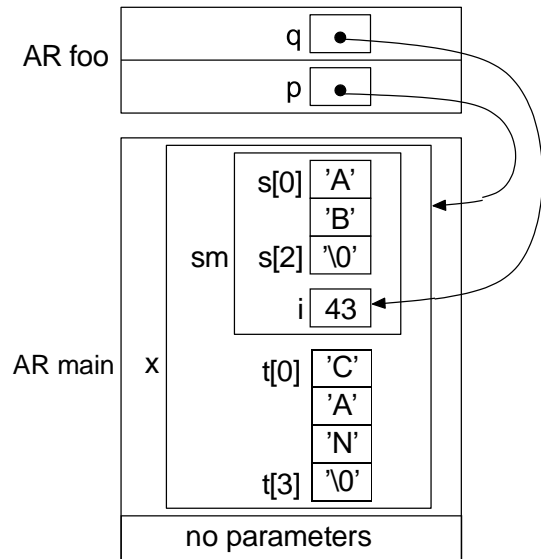 q
AR foo
p
s[0] ’A’
’B’
sm s[2] ’\0’
i 43
AR main x t[0] ’C’
’A’
’N’
t[3] ’\0’
no parameters